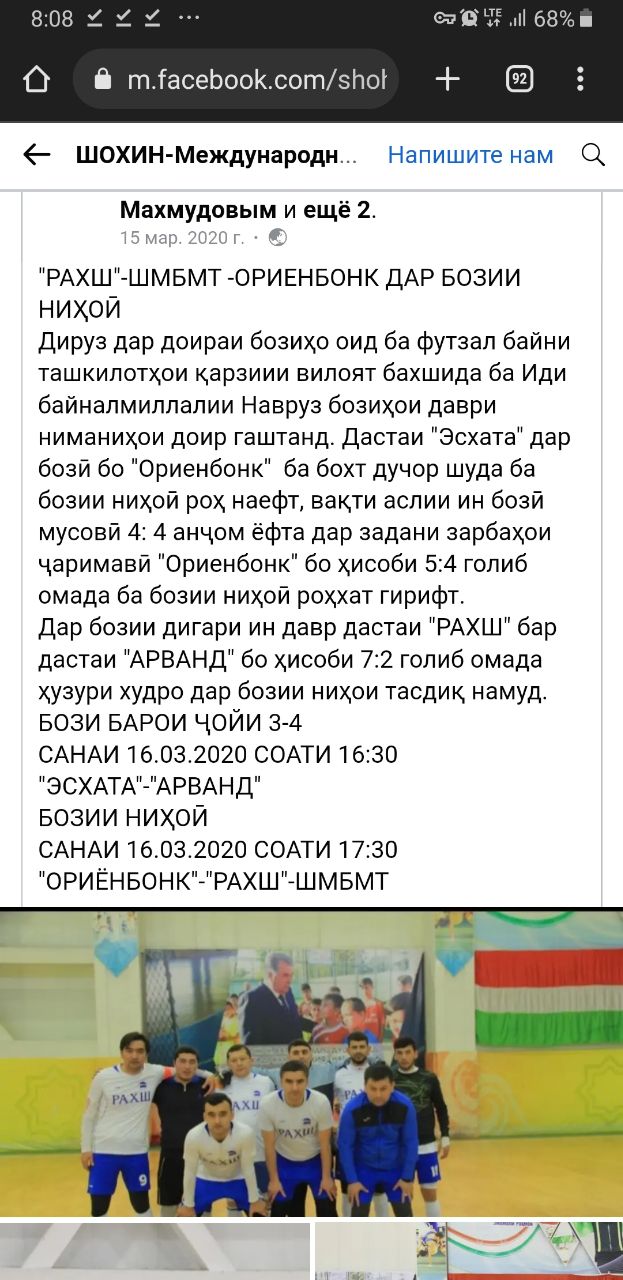 8:08
LTE
68%
m.facebook.com/shoh
92
ШОХИН-Международн...
Напишите нам
Махмудовым и ещё 2.
15 мар. 2020 г. ·
"РАХШ"-ШМБМТ -ОРИЕНБОНК ДАР БОЗИИ
НИҲОӢ
Дируз дар доираи бозиҳо оид ба футзал байни
ташкилотҳои қарзиии вилоят бахшида ба Иди
байналмиллалии Навруз бозиҳои даври
ниманиҳои доир гаштанд. Дастаи "Эсхата" дар
бозӣ бо "Ориенбонк" ба бохт дучор шуда ба
бозии ниҳоӣ роҳ наефт, вақти аслии ин бозӣ
мусовӣ 4: 4 анҷом ёфта дар задани зарбаҳои
ҷаримавӣ "Ориенбонк" бо ҳисоби 5:4 голиб
омада ба бозии ниҳоӣ роҳхат гирифт.
Дар бозии дигари ин давр дастаи "РАХШ" бар
дастаи "АРВАНД" бо ҳисоби 7:2 голиб омада
ҳузури худро дар бозии ниҳои тасдиқ намуд.
БОЗИ БАРОИ ҶОЙИ 3-4
САНАИ 16.03.2020 СОАТИ 16:30
"ЭСХАТА"-"АРВАНД"
БОЗИИ НИҲОӢ
САНАИ 16.03.2020 СОАТИ 17:30
"ОРИЁНБОНК"-"РАХШ"-ШМБМТ
РАХШ
9
РАХШ
РАХШ
11